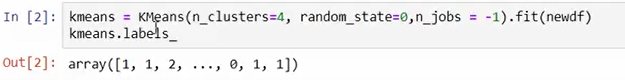 In [2]: kmeans = KMeans(n_clusters=4, random_state=0,n_jobs = -1).fit(newdf)
kmeans.labels_
Out[2]: array([1, 1, 2, ..., 0, 1, 1])